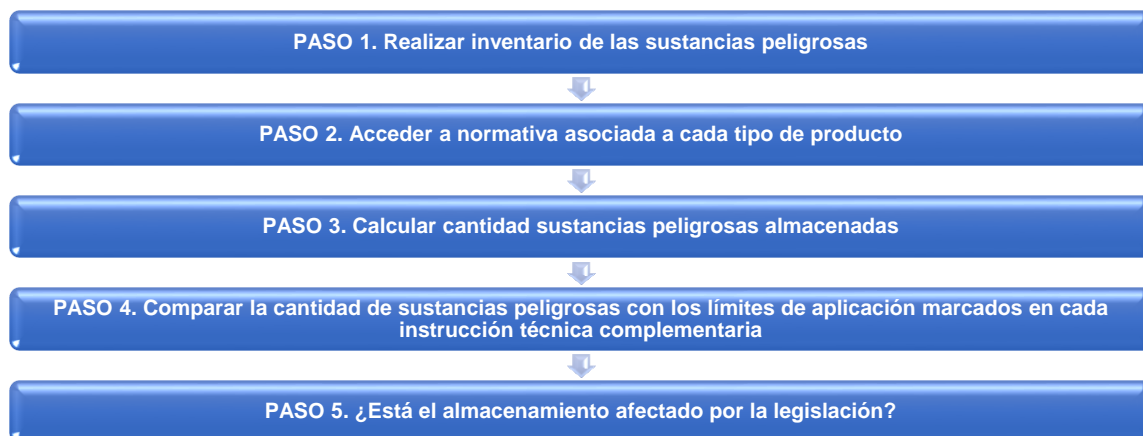 PASO 1. Realizar inventario de las sustancias peligrosas
PASO 2. Acceder a normativa asociada a cada tipo de producto
PASO 3. Calcular cantidad sustancias peligrosas almacenadas
PASO 4. Comparar la cantidad de sustancias peligrosas con los límites de aplicación marcados en cada
instrucción técnica complementaria
PASO 5. ¿Está el almacenamiento afectado por la legislación?